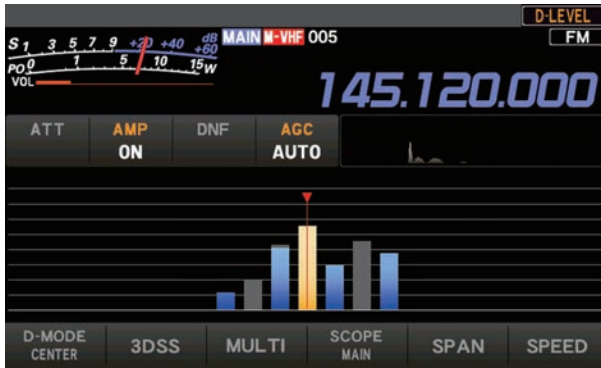 D-LEVEL
S 1 3 5 7 9 +20 +40 +60 dB
MAIN M-VHF 005
FM
PO 0 1 5 10 15 W
VOL
145.120.000
ATT AMP DNF AGC
ON AUTO
D-MODE 3DSS MULTI SCOPE SPAN SPEED
CENTER MAIN